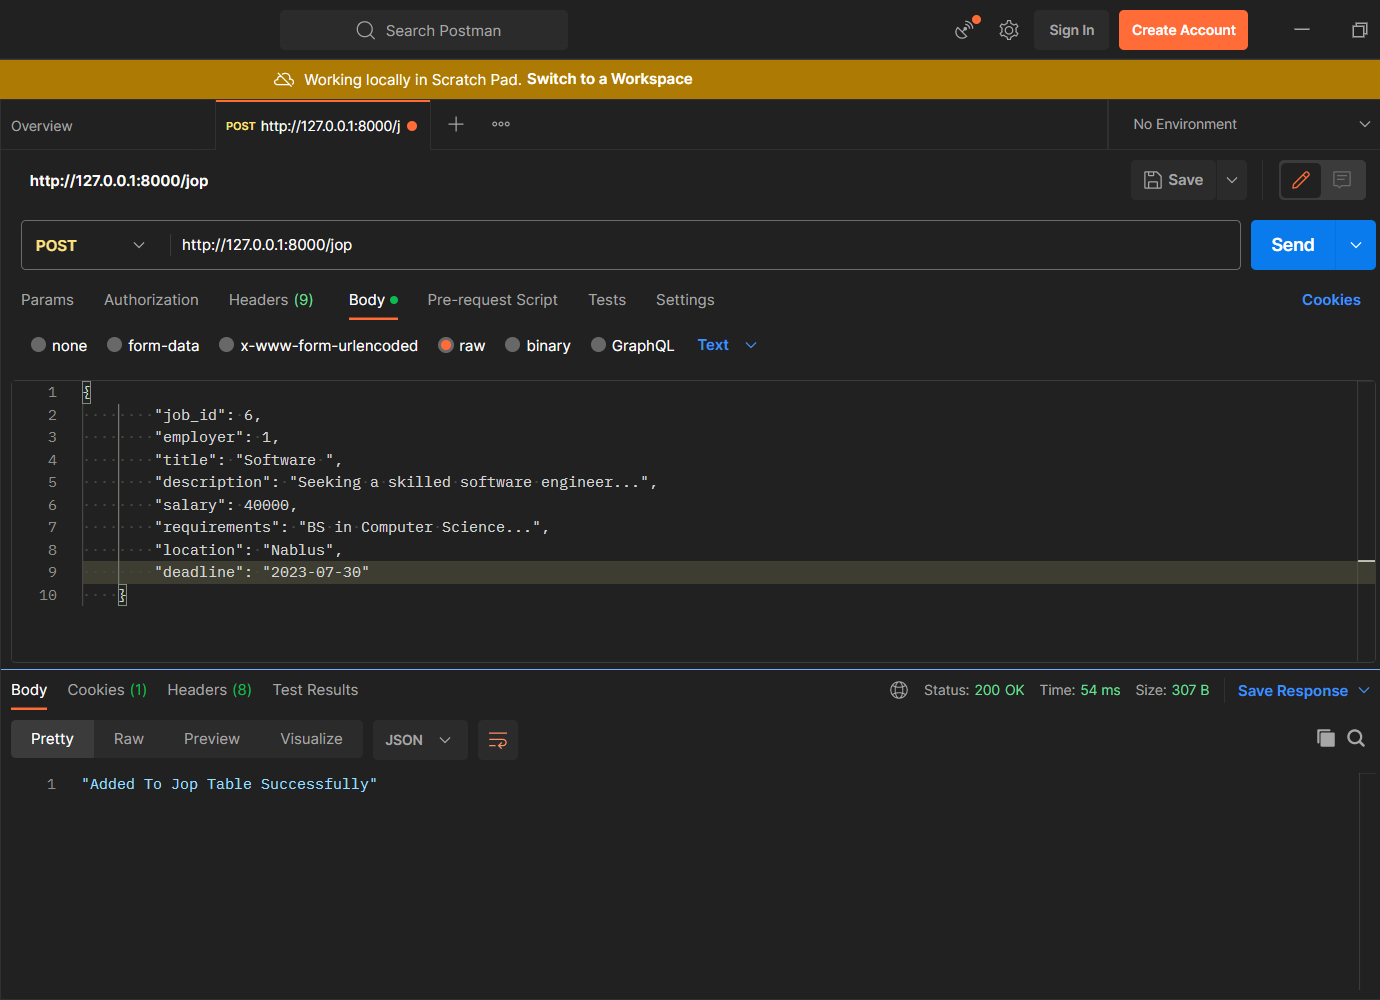 Search Postman
Sign In
Create Account
Working locally in Scratch Pad. Switch to a Workspace
Overview
POST http://127.0.0.1:8000/j
No Environment
http://127.0.0.1:8000/jop
Save
POST http://127.0.0.1:8000/jop
Send
Params Authorization Headers (9) Body Pre-request Script Tests Settings Cookies
none form-data x-www-form-urlencoded raw binary GraphQL Text
1 {
2 "job_id": 6,
3 "employer": 1,
4 "title": "Software ",
5 "description": "Seeking a skilled software engineer...",
6 "salary": 40000,
7 "requirements": "BS in Computer Science...",
8 "location": "Nablus",
9 "deadline": "2023-07-30"
10 }
Body Cookies (1) Headers (8) Test Results Status: 200 OK Time: 54 ms Size: 307 B Save Response
Pretty Raw Preview Visualize JSON
1 "Added To Jop Table Successfully"